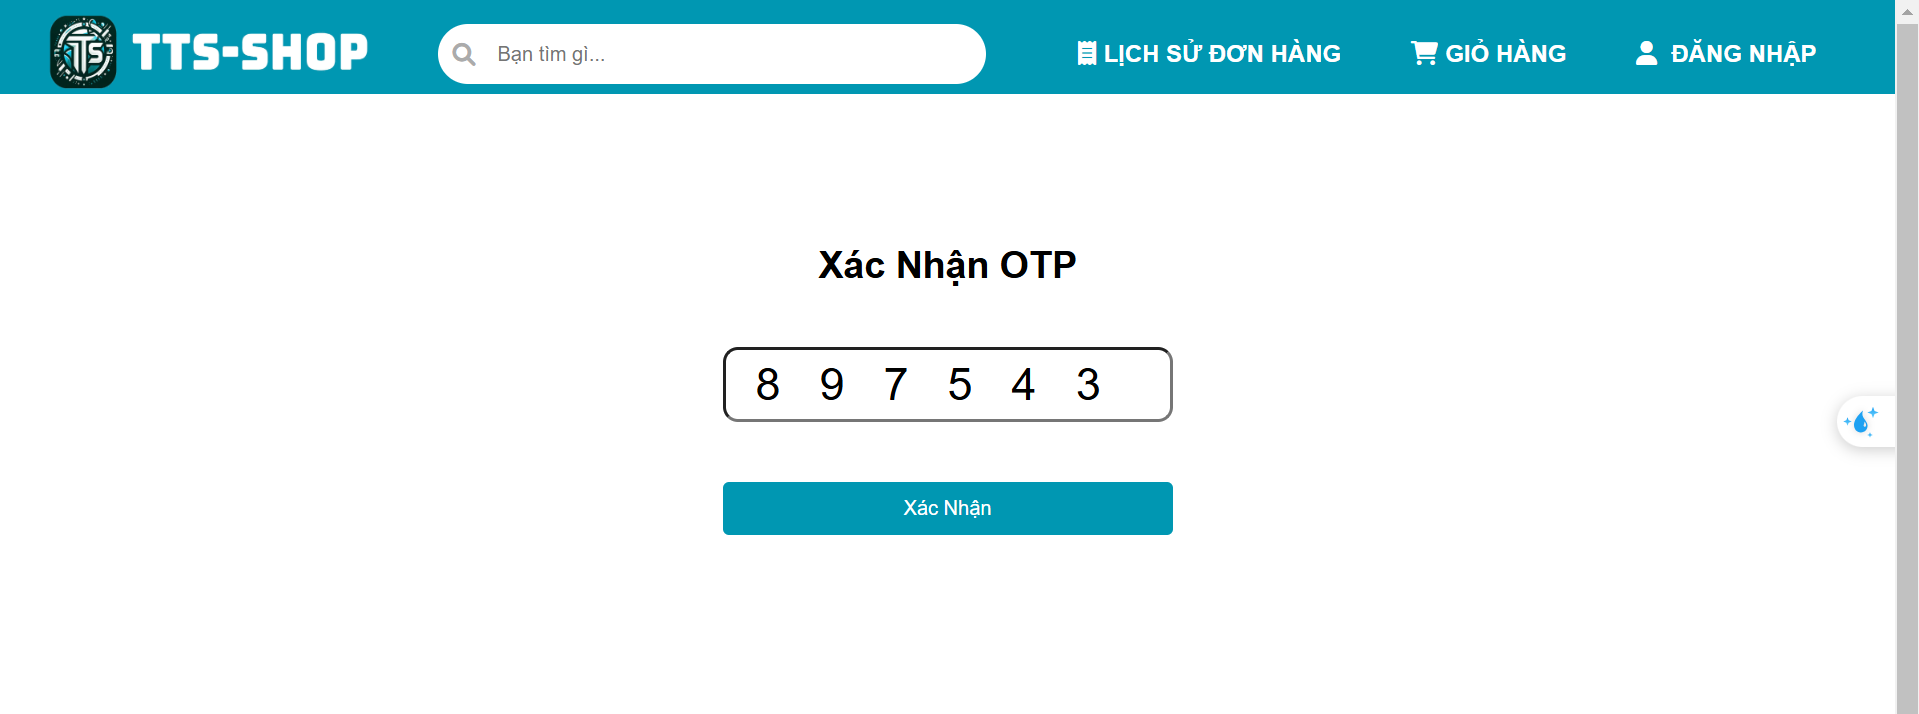 TTS TTS-SHOP
Bạn tìm gì...
LỊCH SỬ ĐƠN HÀNG
GIỎ HÀNG
ĐĂNG NHẬP
Xác Nhận OTP
8 9 7 5 4 3
Xác Nhận